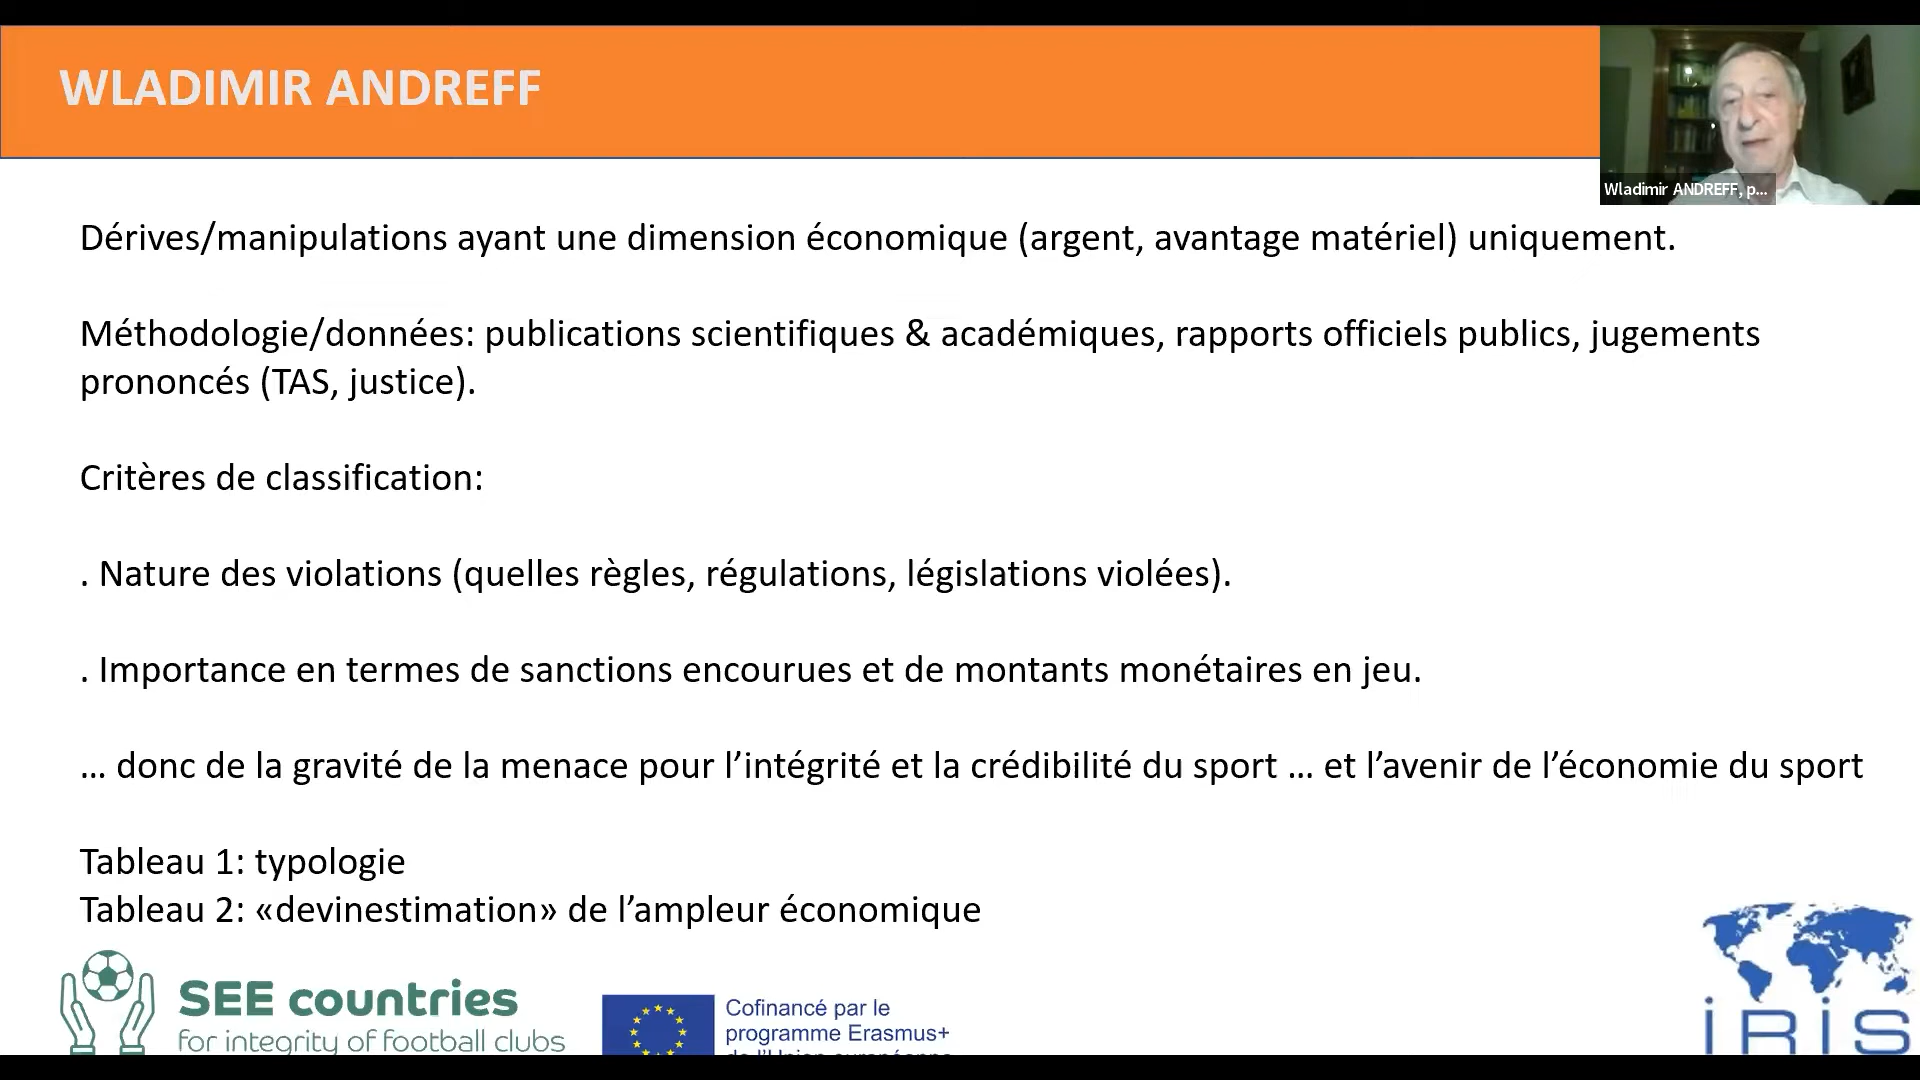 WLADIMIR ANDREFF
Wladimir ANDREFF, p...
Dérives/manipulations ayant une dimension économique (argent, avantage matériel) uniquement.
Méthodologie/données: publications scientifiques & académiques, rapports officiels publics, jugements
prononcés (TAS, justice).
Critères de classification:
. Nature des violations (quelles règles, régulations, législations violées).
. Importance en termes de sanctions encourues et de montants monétaires en jeu.
... donc de la gravité de la menace pour l’intégrité et la crédibilité du sport ... et l’avenir de l’économie du sport
Tableau 1: typologie
Tableau 2: «devinestimation» de l’ampleur économique
SEE countries
for integrity of football clubs
Cofinancé par le
programme Erasmus+
de l’Union européenne
IRIS